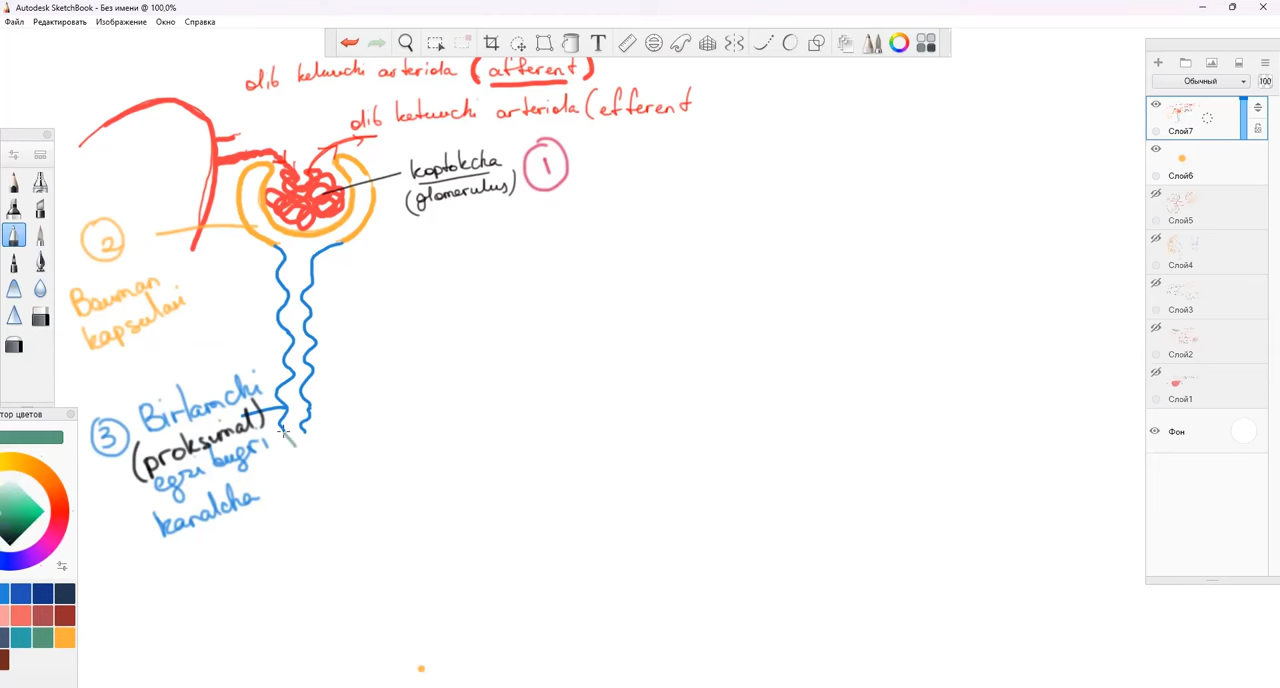 Autodesk SketchBook - Без имени @ 100,0%
Файл Редактировать Изображение Окно Справка
olib keluvchi arteriola (afferent)
olib ketuvchi arteriola (efferent
koptokcha
(glomerulus)
1
2
Bouman
kapsulasi
3 Birlamchi
(proksimal)
egri bugri
kanalcha
тор цветов
Обычный
100
Слой7
Слой6
Слой5
Слой4
Слой3
Слой2
Слой1
Фон